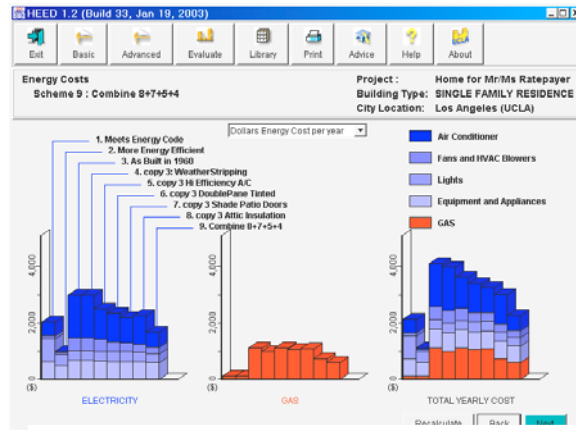 HEED 1.2 (Build 33, Jan 19, 2003)
Exit Basic Advanced Evaluate Library Print Advice Help About
Energy Costs
Scheme 9 : Combine 8+7+5+4
Project : Home for Mr/Ms Ratepayer
Building Type: SINGLE FAMILY RESIDENCE
City Location: Los Angeles (UCLA)
Dollars Energy Cost per year
1. Meets Energy Code
2. More Energy Efficient
3. As Built in 1960
4. copy 3: WeatherStripping
5. copy 3 Hi Efficiency A/C
6. copy 3 DoublePane Tinted
7. copy 3 Shade Patio Doors
8. copy 3 Attic Insulation
9. Combine 8+7+5+4
Air Conditioner
Fans and HVAC Blowers
Lights
Equipment and Appliances
GAS
4,000
2,000
0
($)
ELECTRICITY
4,000
2,000
0
($)
GAS
4,000
2,000
0
($)
TOTAL YEARLY COST
Recalculate Back Next